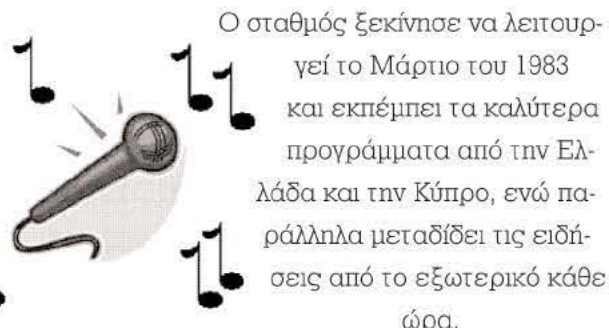 Ο σταθμός ξεκίνησε να λειτουρ-
γεί το Μάρτιο του 1983
και εκπέμπει τα καλύτερα
προγράμματα από την Ελ-
λάδα και την Κύπρο, ενώ πα-
ράλληλα μεταδίδει τις ειδή-
σεις από το εξωτερικό κάθε
ώρα.